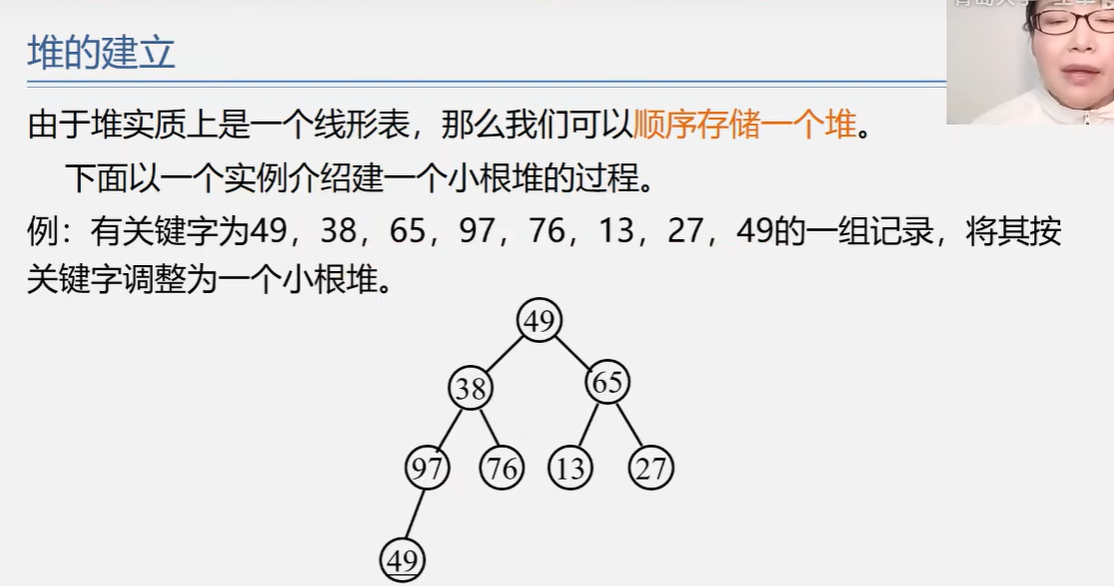 堆的建立
由于堆实质上是一个线形表，那么我们可以顺序存储一个堆。
下面以一个实例介绍建一个小根堆的过程。
例：有关键字为49，38，65，97，76，13，27，49的一组记录，将其按
关键字调整为一个小根堆。
49
38 65
97 76 13 27
49